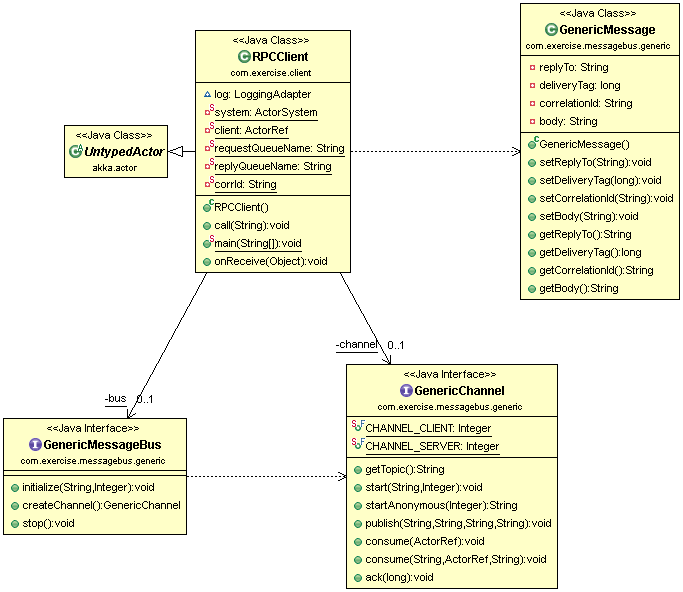 <<Java Class>>
RPCClient
com.exercise.client
log: LoggingAdapter
system: ActorSystem
client: ActorRef
requestQueueName: String
replyQueueName: String
corrId: String
RPCClient()
call(String):void
main(String[]):void
onReceive(Object):void
<<Java Class>>
GenericMessage
com.exercise.messagebus.generic
replyTo: String
deliveryTag: long
correlationId: String
body: String
GenericMessage()
setReplyTo(String):void
setDeliveryTag(long):void
setCorrelationId(String):void
setBody(String):void
getReplyTo():String
getDeliveryTag():long
getCorrelationId():String
getBody():String
<<Java Class>>
UntypedActor
akka.actor
-channel 0..1
-bus 0..1
<<Java Interface>>
GenericMessageBus
com.exercise.messagebus.generic
initialize(String,Integer):void
createChannel():GenericChannel
stop():void
<<Java Interface>>
GenericChannel
com.exercise.messagebus.generic
CHANNEL_CLIENT: Integer
CHANNEL_SERVER: Integer
getTopic():String
start(String,Integer):void
startAnonymous(Integer):String
publish(String,String,String,String):void
consume(ActorRef):void
consume(String,ActorRef,String):void
ack(long):void